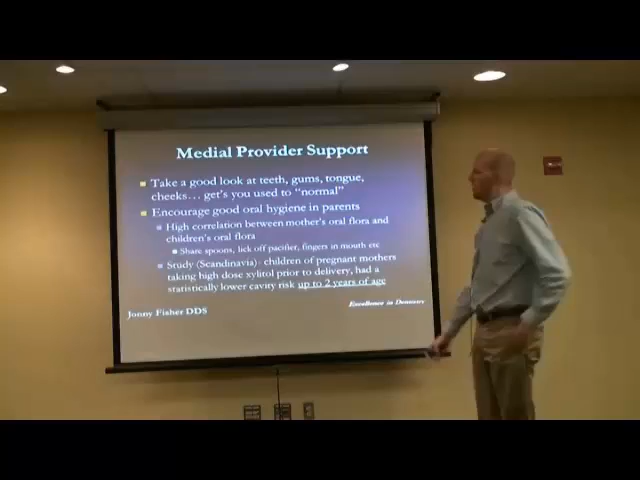 Medial Provider Support
Take a good look at teeth, gums, tongue,
cheeks... get's you used to "normal"
Encourage good oral hygiene in parents
High correlation between mother's oral flora and
children's oral flora
Share spoons, lick off pacifier, fingers in mouth etc
Study (Scandinavia)- children of pregnant mothers
taking high dose xylitol prior to delivery, had a
statistically lower cavity risk up to 2 years of age
Jonny Fisher DDS
Excellence in Dentistry